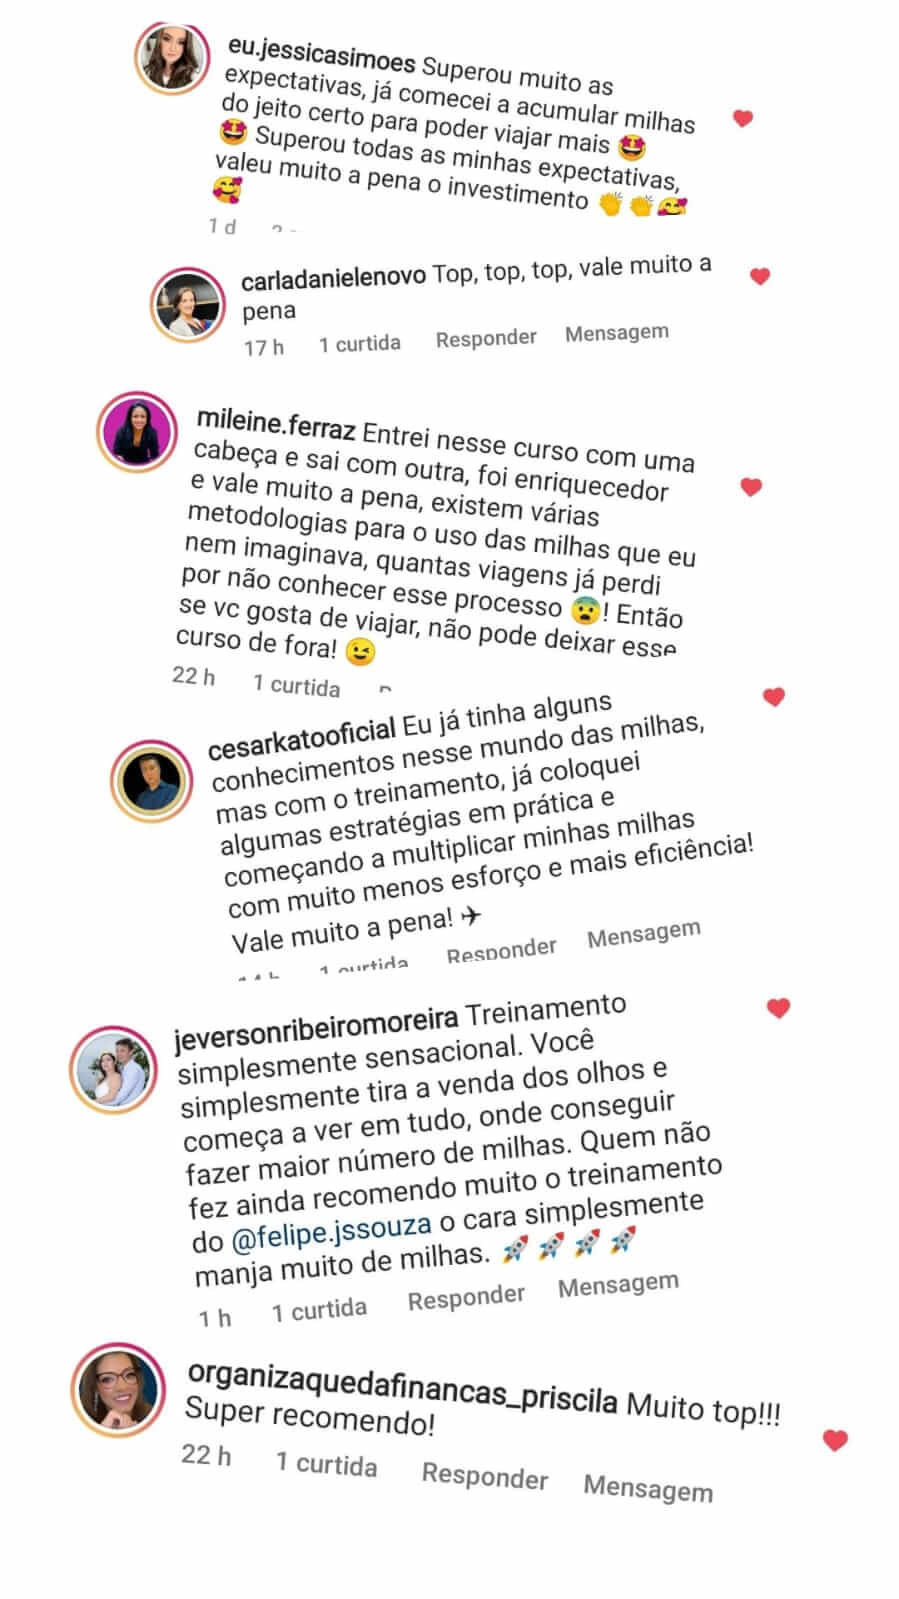 eu.jessicasimoes Superou muito as
expectativas, já comecei a acumular milhas
do jeito certo para poder viajar mais 🤩
🤩 Superou todas as minhas expectativas,
valeu muito a pena o investimento 👏👏🥰
🥰
1 d
carladanielenovo Top, top, top, vale muito a
pena
17 h 1 curtida Responder Mensagem
mileine.ferraz Entrei nesse curso com uma
cabeça e sai com outra, foi enriquecedor
e vale muito a pena, existem várias
metodologias para o uso das milhas que eu
nem imaginava, quantas viagens já perdi
por não conhecer esse processo 😨! Então
se vc gosta de viajar, não pode deixar esse
curso de fora! 😉
22 h 1 curtida
cesarkatooficial Eu já tinha alguns
conhecimentos nesse mundo das milhas,
mas com o treinamento, já coloquei
algumas estratégias em prática e
começando a multiplicar minhas milhas
com muito menos esforço e mais eficiência!
Vale muito a pena! ✈
1 curtida Responder Mensagem
jeversonribeiromoreira Treinamento
simplesmente sensacional. Você
simplesmente tira a venda dos olhos e
começa a ver em tudo, onde conseguir
fazer maior número de milhas. Quem não
fez ainda recomendo muito o treinamento
do @felipe.jssouza o cara simplesmente
manja muito de milhas. 🚀🚀🚀🚀
1 h 1 curtida Responder Mensagem
organizaquedafinancas_priscila Muito top!!!
Super recomendo!
22 h 1 curtida Responder Mensagem